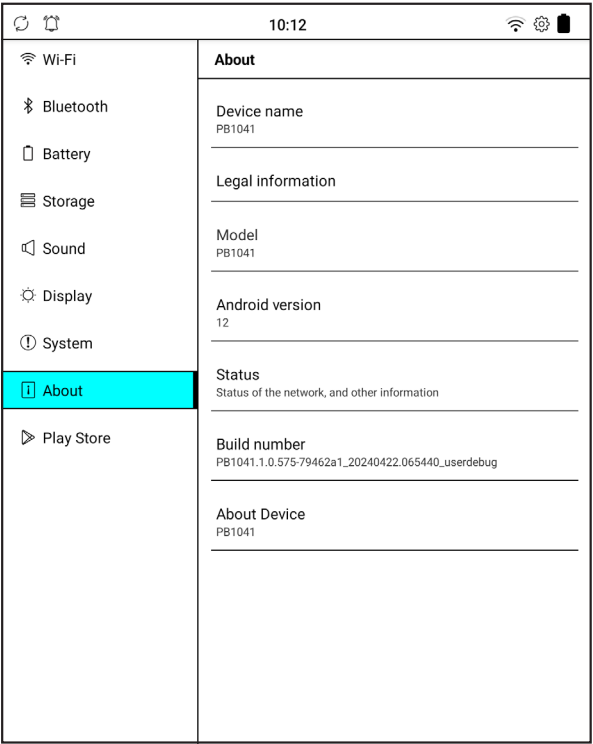 10:12
Wi-Fi
Bluetooth
Battery
Storage
Sound
Display
System
About
Play Store
About
Device name
PB1041
Legal information
Model
PB1041
Android version
12
Status
Status of the network, and other information
Build number
PB1041.1.0.575-79462a1_20240422.065440_userdebug
About Device
PB1041